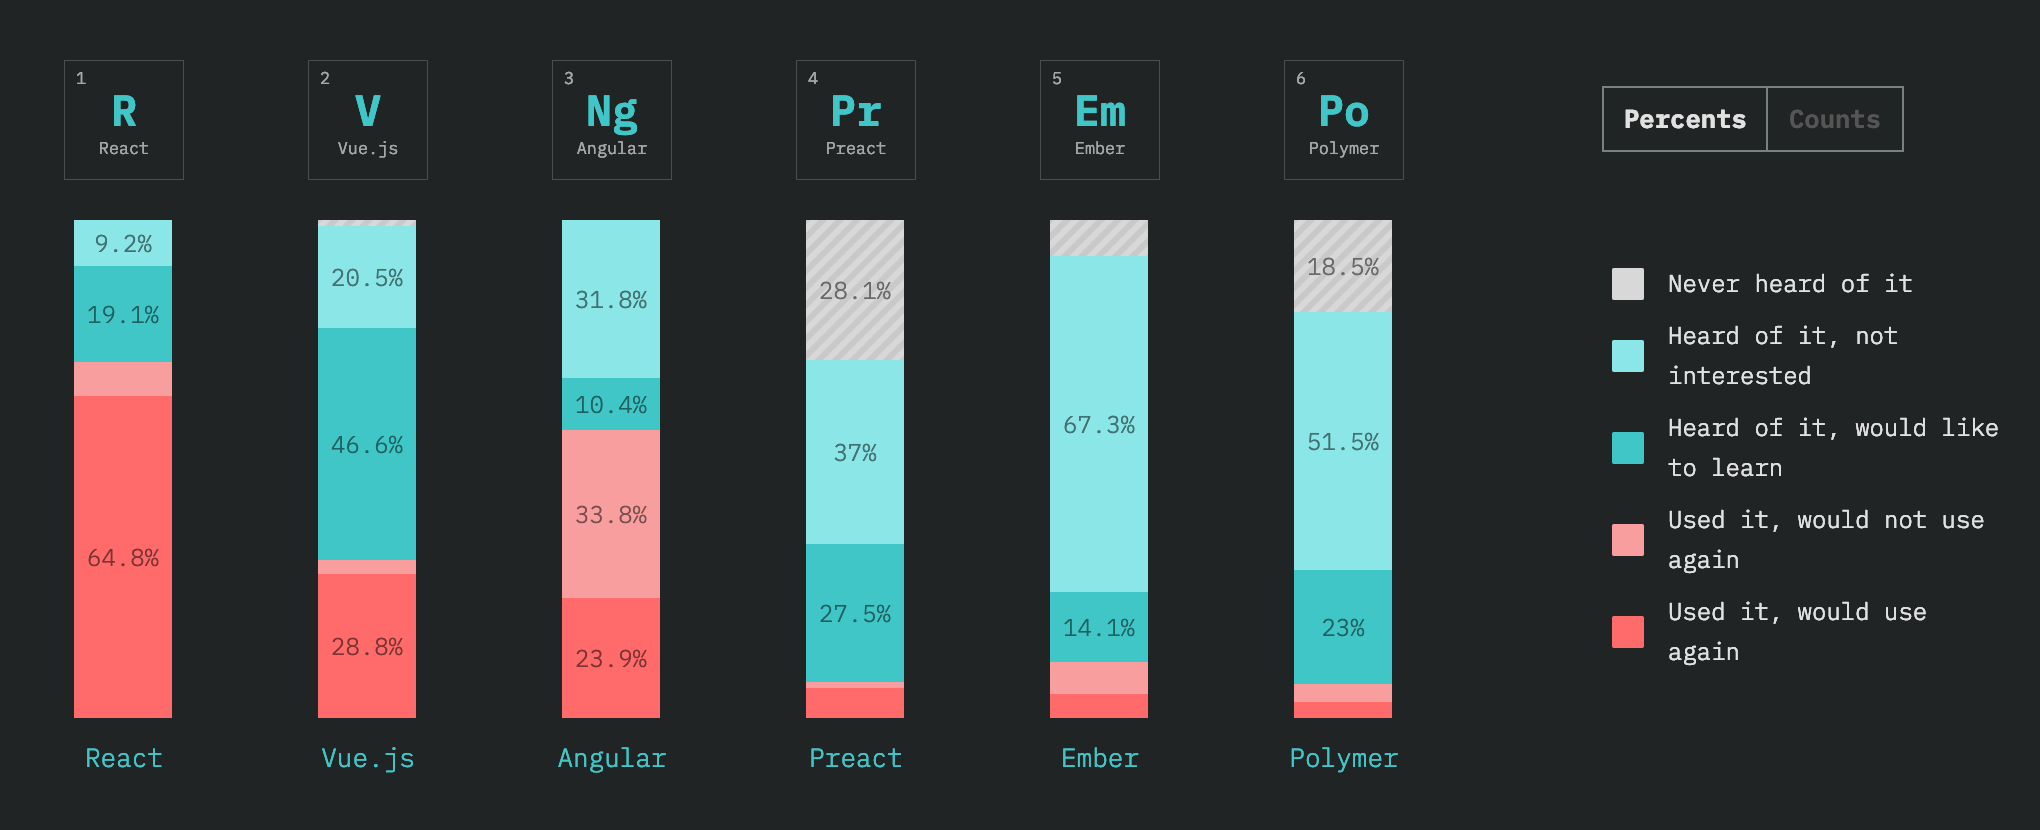 1
R
React
2
V
Vue.js
3
Ng
Angular
4
Pr
Preact
5
Em
Ember
6
Po
Polymer
Percents
Counts
9.2%
19.1%
64.8%
React
20.5%
46.6%
28.8%
Vue.js
31.8%
10.4%
33.8%
23.9%
Angular
28.1%
37%
27.5%
Preact
67.3%
14.1%
Ember
18.5%
51.5%
23%
Polymer
Never heard of it
Heard of it, not
interested
Heard of it, would like
to learn
Used it, would not use
again
Used it, would use
again